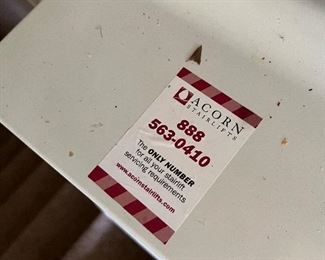 ACORN
STAIRLIFTS
888
563-0410
The ONLY NUMBER
for all your stairlift
servicing requirements
www.acornstairlifts.com